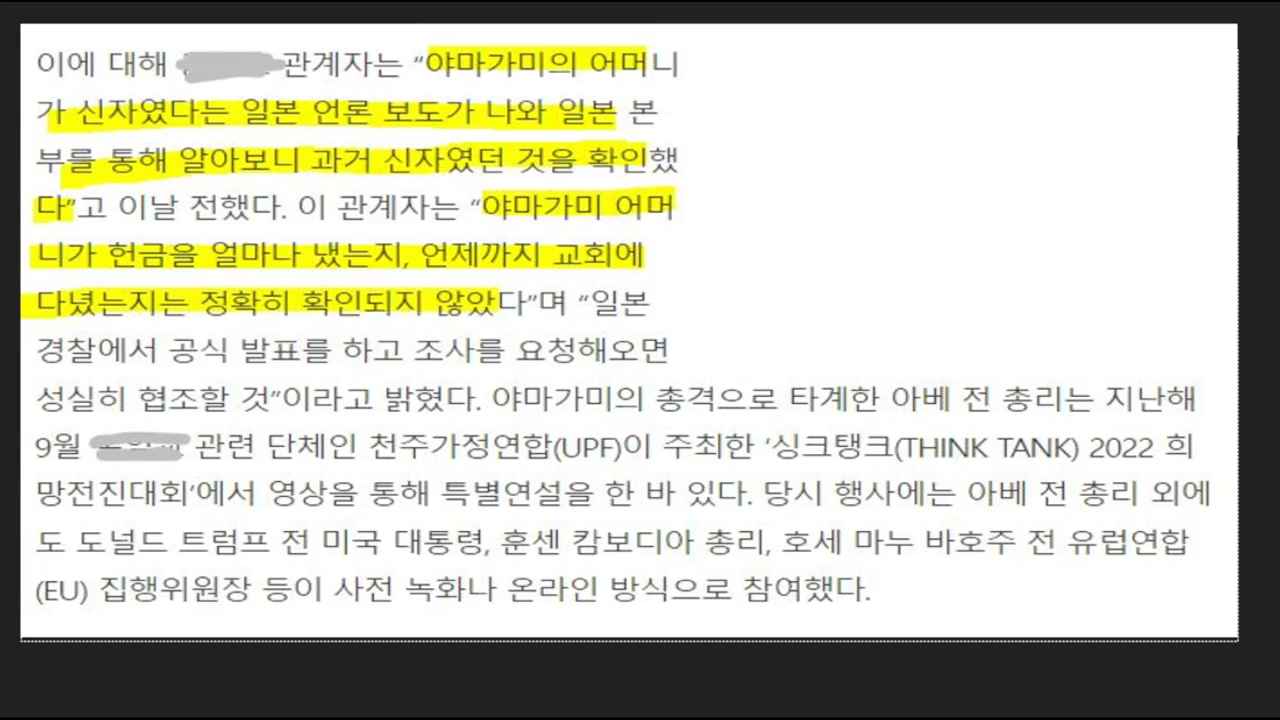 이에 대해 관계자는 “야마가미의 어머니
가 신자였다는 일본 언론 보도가 나와 일본 본
부를 통해 알아보니 과거 신자였던 것을 확인했
다”고 이날 전했다. 이 관계자는 “야마가미 어머
니가 헌금을 얼마나 냈는지, 언제까지 교회에
다녔는지는 정확히 확인되지 않았다”며 “일본
경찰에서 공식 발표를 하고 조사를 요청해오면
성실히 협조할 것”이라고 밝혔다. 야마가미의 총격으로 타계한 아베 전 총리는 지난해
9월 관련 단체인 천주가정연합(UPF)이 주최한 ‘싱크탱크(THINK TANK) 2022 희
망전진대회’에서 영상을 통해 특별연설을 한 바 있다. 당시 행사에는 아베 전 총리 외에
도 도널드 트럼프 전 미국 대통령, 훈센 캄보디아 총리, 호세 마누 바호주 전 유럽연합
(EU) 집행위원장 등이 사전 녹화나 온라인 방식으로 참여했다.